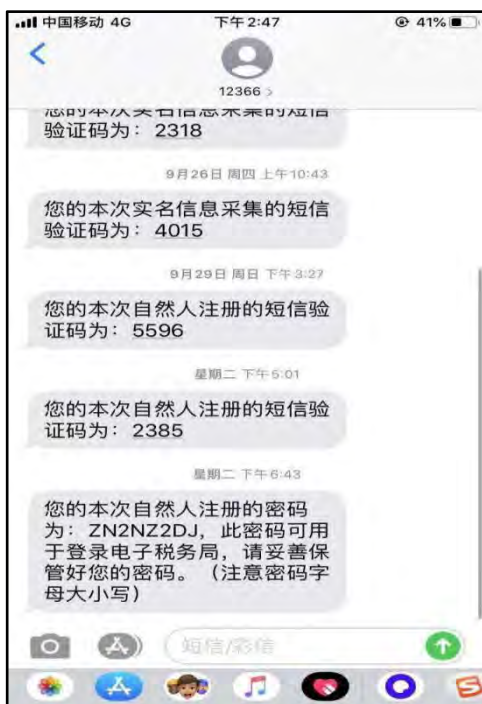 中国移动 4G 下午2:47 41%
12366 >
您的本次实名信息采集的短信
验证码为：2318
9月26日 周四 上午10:43
您的本次实名信息采集的短信
验证码为：4015
9月29日 周日 下午3:27
您的本次自然人注册的短信验
证码为：5596
星期二 下午5:01
您的本次自然人注册的短信验
证码为：2385
星期二 下午6:43
您的本次自然人注册的密码
为：ZN2NZ2DJ，此密码可用
于登录电子税务局，请妥善保
管好您的密码。（注意密码字
母大小写）
短信/彩信